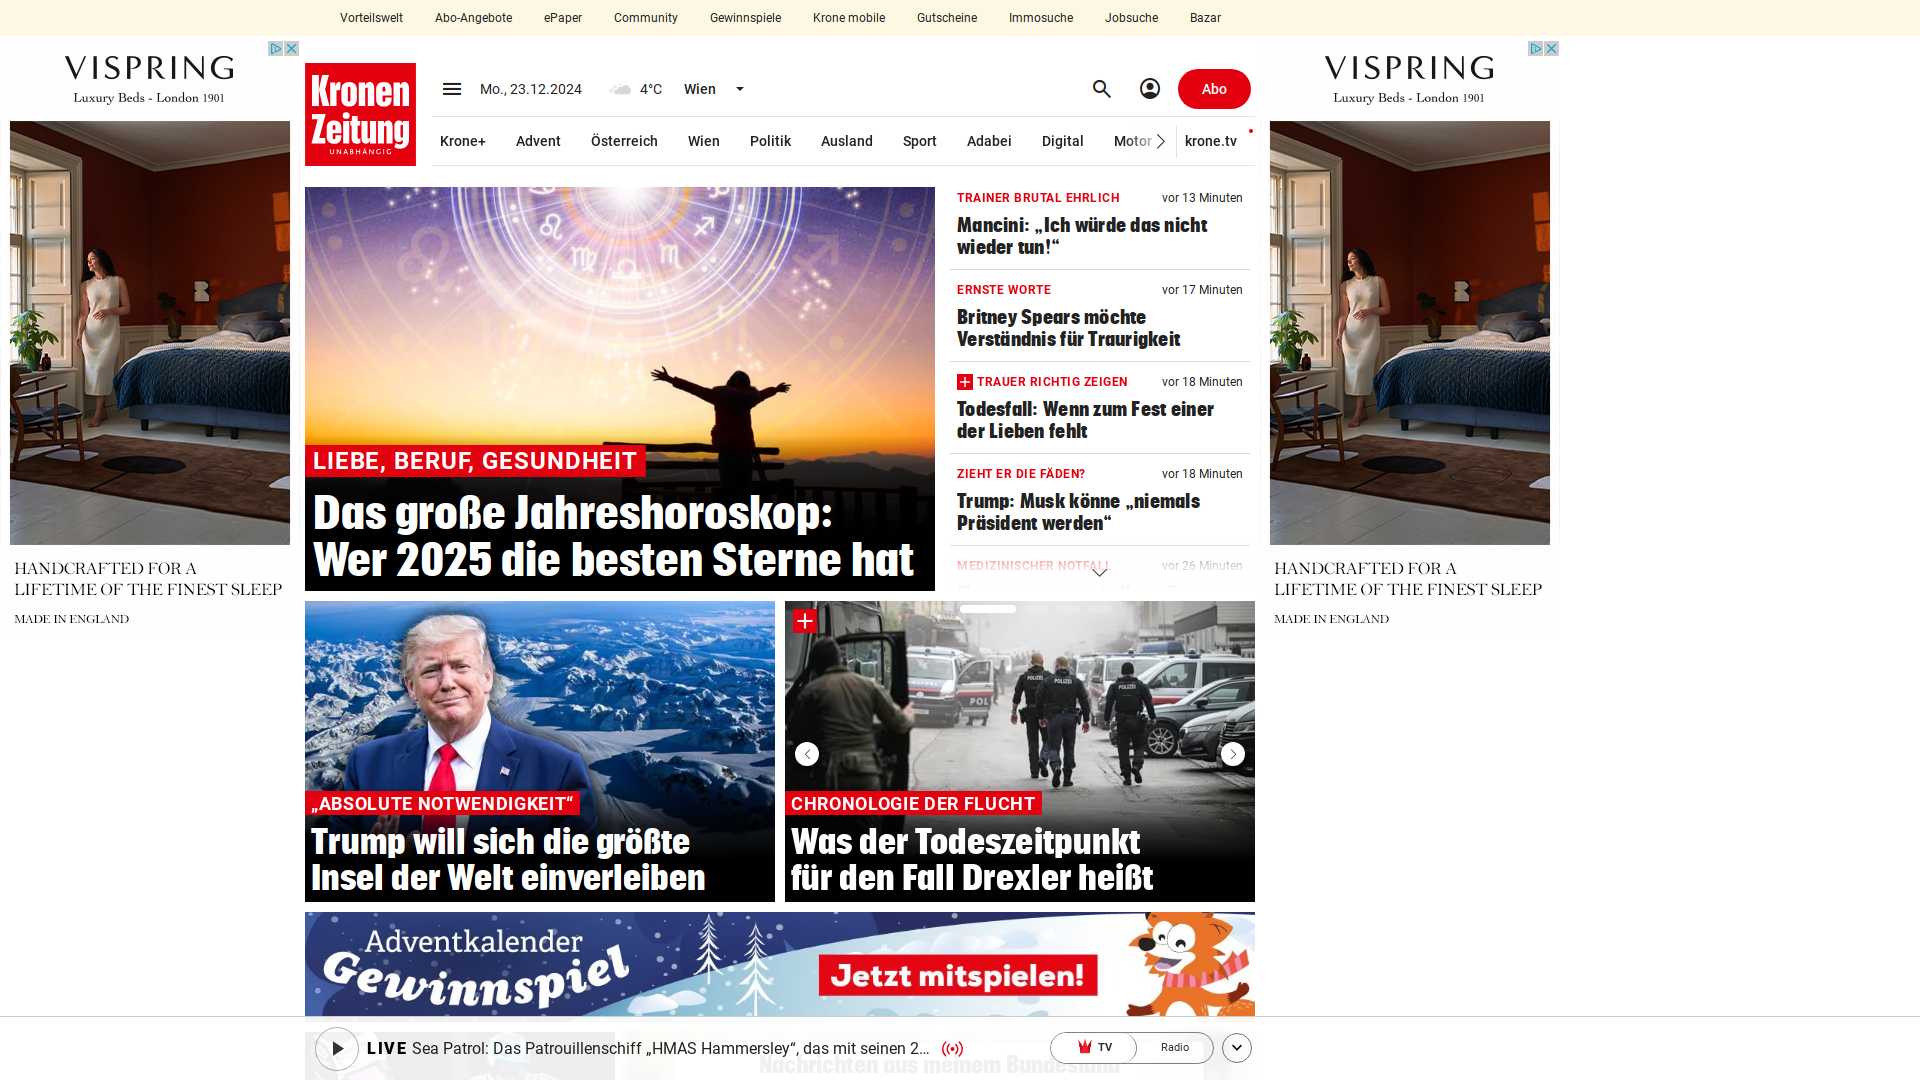 Vorteilswelt Abo-Angebote ePaper Community Gewinnspiele Krone mobile Gutscheine Immosuche Jobsuche Bazar
VISPRING
Luxury Beds - London 1901
HANDCRAFTED FOR A
LIFETIME OF THE FINEST SLEEP
MADE IN ENGLAND
Kronen
Zeitung
UNABHÄNGIG
Mo., 23.12.2024 4°C Wien
Abo
Krone+ Advent Österreich Wien Politik Ausland Sport Adabei Digital Motor krone.tv
LIEBE, BERUF, GESUNDHEIT
Das große Jahreshoroskop:
Wer 2025 die besten Sterne hat
TRAINER BRUTAL EHRLICH vor 13 Minuten
Mancini: „Ich würde das nicht
wieder tun!“
ERNSTE WORTE vor 17 Minuten
Britney Spears möchte
Verständnis für Traurigkeit
TRAUER RICHTIG ZEIGEN vor 18 Minuten
Todesfall: Wenn zum Fest einer
der Lieben fehlt
ZIEHT ER DIE FÄDEN? vor 18 Minuten
Trump: Musk könne „niemals
Präsident werden“
MEDIZINISCHER NOTFALL vor 26 Minuten
„ABSOLUTE NOTWENDIGKEIT“
Trump will sich die größte
Insel der Welt einverleiben
POLIZEI POLIZEI POLIZEI
CHRONOLOGIE DER FLUCHT
Was der Todeszeitpunkt
für den Fall Drexler heißt
Adventkalender
Gewinnspiel
Jetzt mitspielen!
LIVE Sea Patrol: Das Patrouillenschiff „HMAS Hammersley“, das mit seinen 2...
TV Radio
Nachrichten aus meinem Bundesland
VISPRING
Luxury Beds - London 1901
HANDCRAFTED FOR A
LIFETIME OF THE FINEST SLEEP
MADE IN ENGLAND